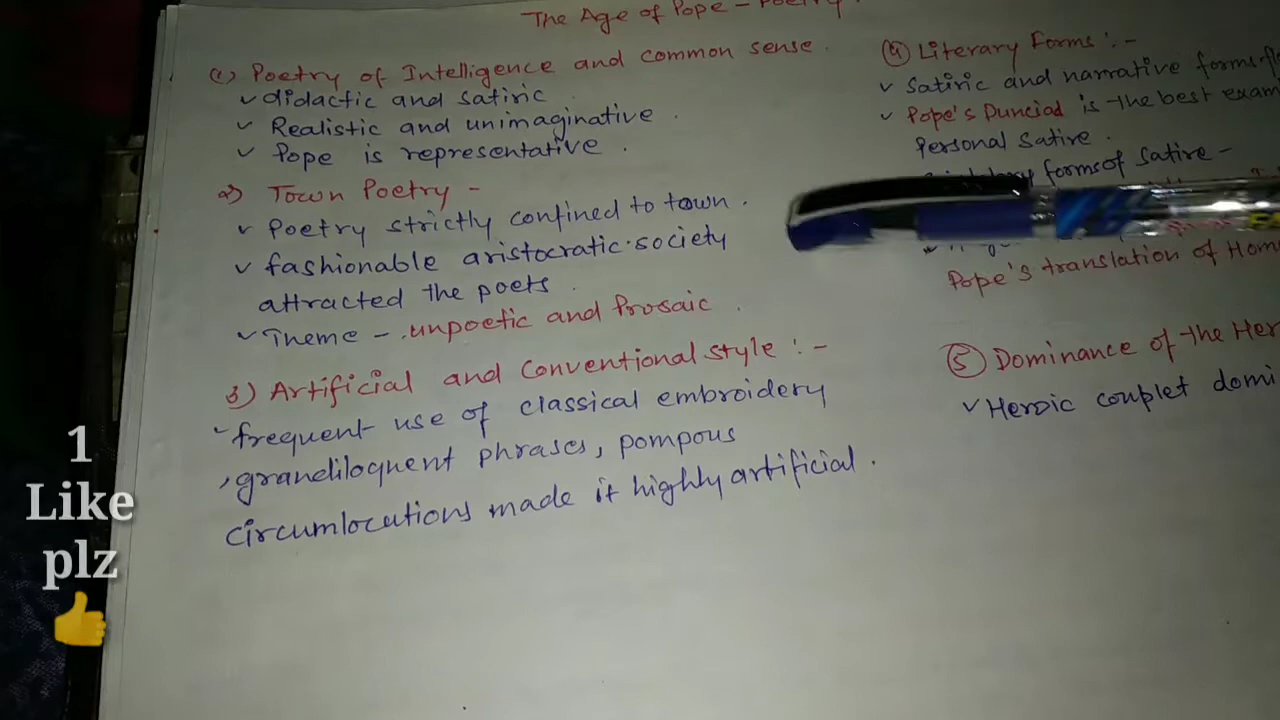 The Age of Pope - Poetry.
(1) Poetry of Intelligence and common sense.
✓ didactic and satiric
✓ Realistic and unimaginative.
✓ Pope is representative.
2) Town Poetry -
✓ Poetry strictly confined to town.
✓ fashionable aristocratic society
attracted the poets.
✓ Theme - unpoetic and Prosaic.
3) Artificial and Conventional style :-
frequent use of classical embroidery
, grandiloquent phrases, pompous
circumlocutions made it highly artificial.
(4) Literary Forms :-
✓ Satiric and narrative forms
✓ Pope's Dunciad is the best
Personal Satire.
forms of satire -
Pope's translation of
(5) Dominance of the
✓ Heroic couplet
1
Like
plz
👍